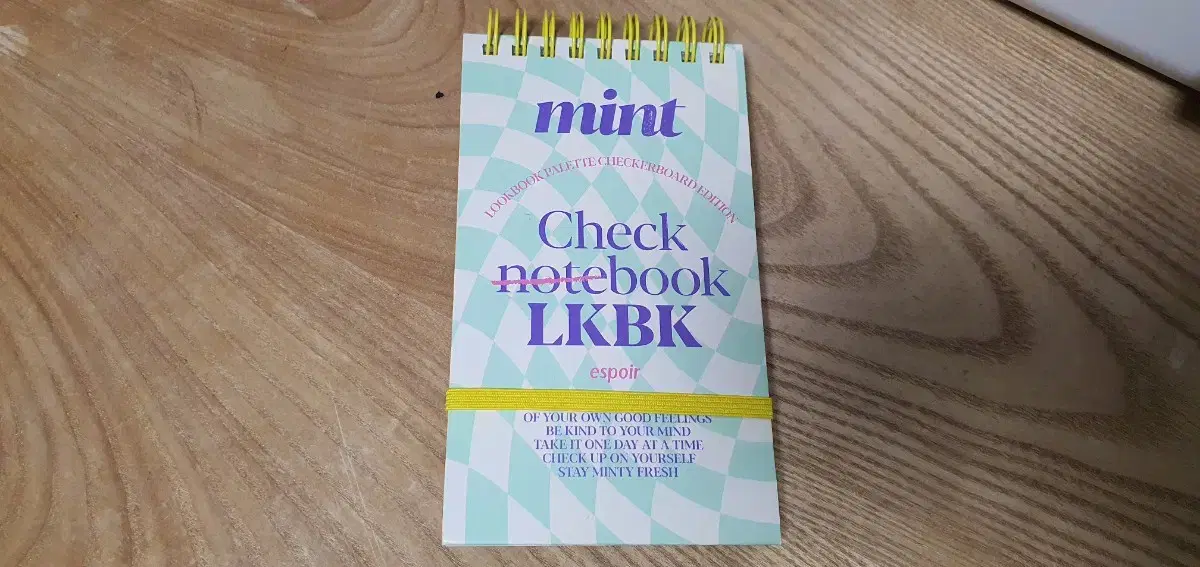 mint
LOOKBOOK PALETTE CHECKERBOARD EDITION
Check
notebook
LKBK
espoir
OF YOUR OWN GOOD FEELINGS
BE KIND TO YOUR MIND
TAKE IT ONE DAY AT A TIME
CHECK UP ON YOURSELF
STAY MINTY FRESH